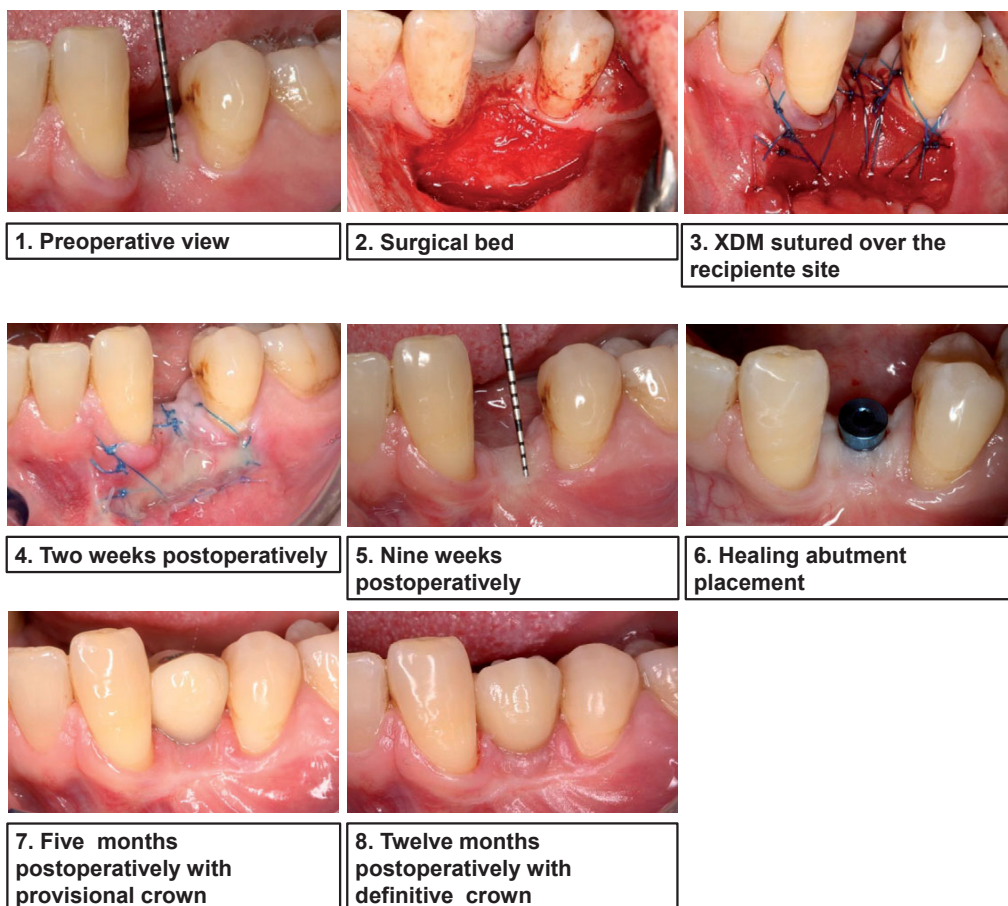 1. Preoperative view
2. Surgical bed
3. XDM sutured over the
recipiente site
4. Two weeks postoperatively
5. Nine weeks
postoperatively
6. Healing abutment
placement
7. Five months
postoperatively with
provisional crown
8. Twelve months
postoperatively with
definitive crown